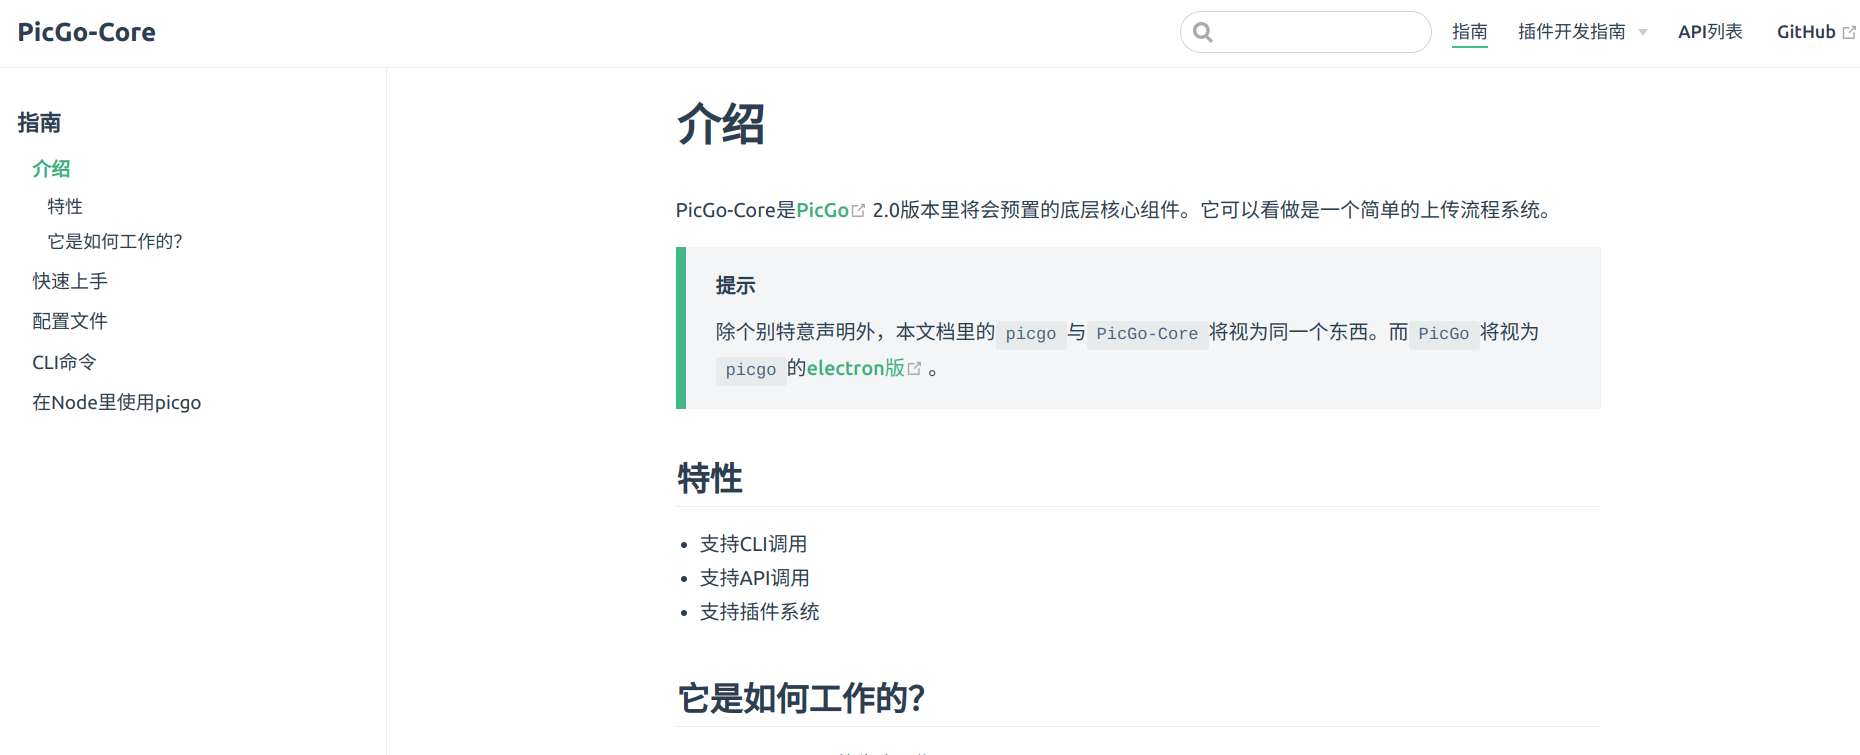 PicGo-Core
指南
插件开发指南
API列表
GitHub
指南
介绍
特性
它是如何工作的？
快速上手
配置文件
CLI命令
在Node里使用picgo
介绍
PicGo-Core是PicGo 2.0版本里将会预置的底层核心组件。它可以看做是一个简单的上传流程系统。
提示
除个别特意声明外，本文档里的 picgo 与 PicGo-Core 将视为同一个东西。而 PicGo 将视为
picgo 的electron版 。
特性
支持CLI调用
支持API调用
支持插件系统
它是如何工作的？